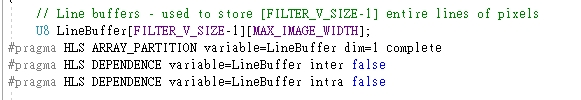 // Line buffers - used to store [FILTER_V_SIZE-1] entire lines of pixels
U8 LineBuffer[FILTER_V_SIZE-1][MAX_IMAGE_WIDTH];
#pragma HLS ARRAY_PARTITION variable=LineBuffer dim=1 complete
#pragma HLS DEPENDENCE variable=LineBuffer inter false
#pragma HLS DEPENDENCE variable=LineBuffer intra false